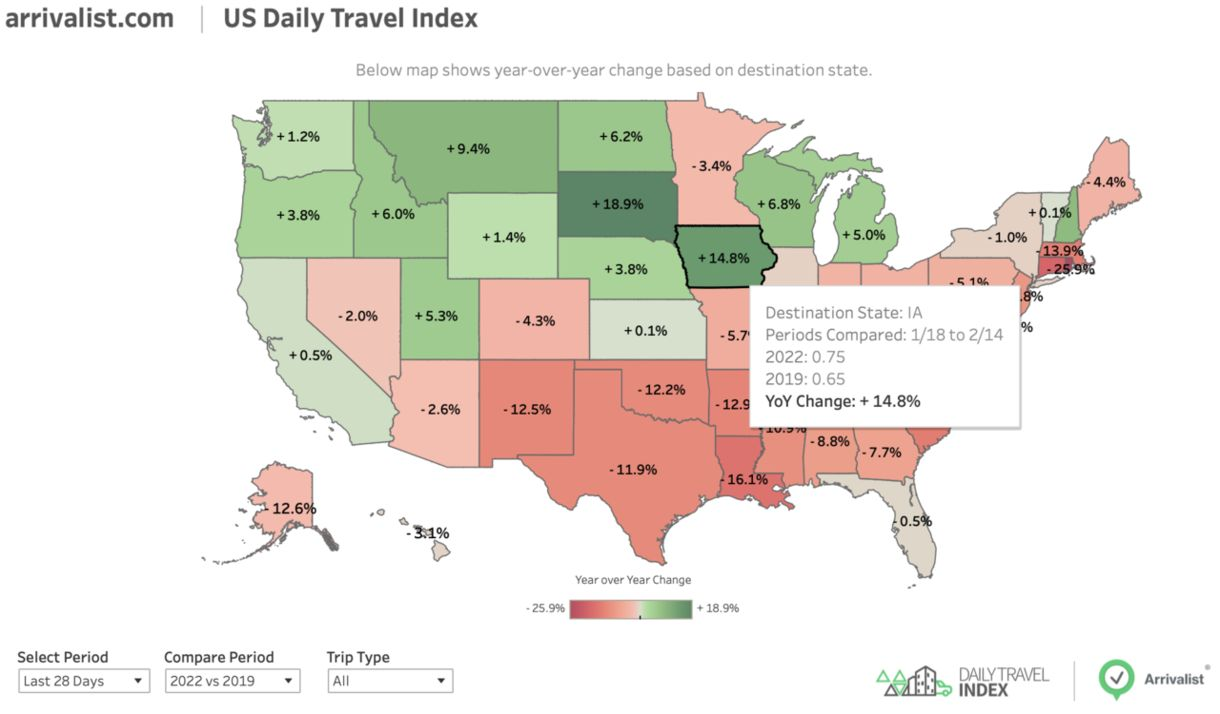 arrivalist.com | US Daily Travel Index
Below map shows year-over-year change based on destination state.
+ 1.2%
+ 9.4%
+ 6.2%
- 3.4%
- 4.4%
+ 3.8%
+ 6.0%
+ 18.9%
+ 6.8%
+ 0.1%
+ 1.4%
+ 5.0%
- 1.0%
- 13.9%
+ 14.8%
- 25.9%
+ 3.8%
- 5.1%
.8%
- 2.0%
+ 5.3%
- 4.3%
+ 0.1%
- 5.7
%
+ 0.5%
Destination State: IA
Periods Compared: 1/18 to 2/14
2022: 0.75
2019: 0.65
YoY Change: + 14.8%
- 2.6%
- 12.5%
- 12.2%
- 12.9
- 10.9%
- 8.8%
- 7.7%
- 11.9%
- 16.1%
- 12.6%
- 3.1%
- 0.5%
Year over Year Change
- 25.9%
+ 18.9%
Select Period
Compare Period
Trip Type
Last 28 Days
2022 vs 2019
All
DAILY TRAVEL
INDEX
Arrivalist®